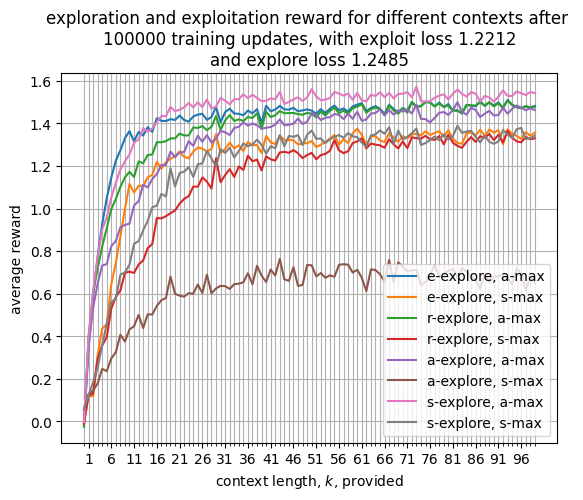 exploration and exploitation reward for different contexts after
100000 training updates, with exploit loss 1.2212
and explore loss 1.2485
average reward
1.6
1.4
1.2
1.0
0.8
0.6
0.4
0.2
0.0
e-explore, a-max
e-explore, s-max
r-explore, a-max
r-explore, s-max
a-explore, a-max
a-explore, s-max
s-explore, a-max
s-explore, s-max
1 6 11 16 21 26 31 36 41 46 51 56 61 66 71 76 81 86 91 96
context length, k, provided